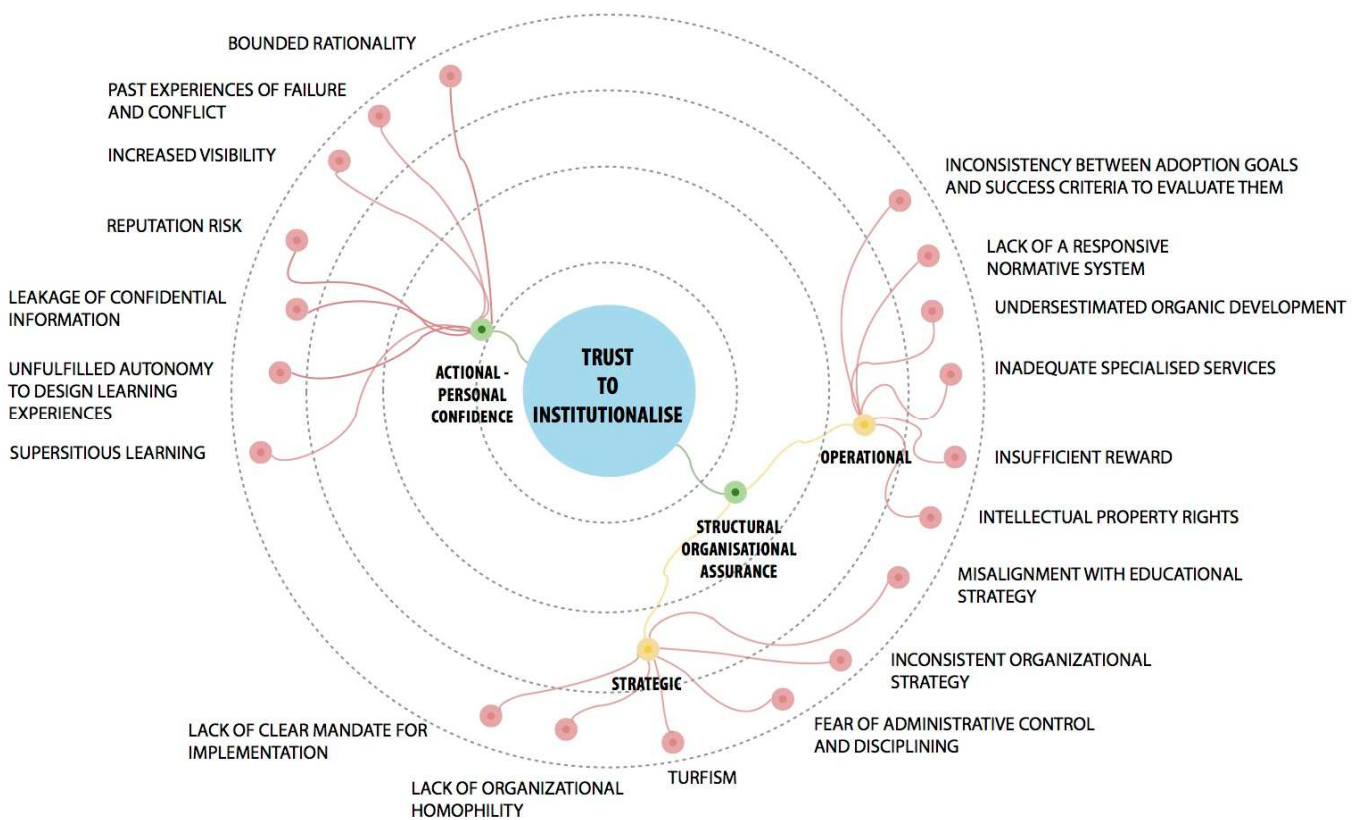 BOUNDED RATIONALITY
PAST EXPERIENCES OF FAILURE
AND CONFLICT
INCREASED VISIBILITY
REPUTATION RISK
LEAKAGE OF CONFIDENTIAL
INFORMATION
UNFULFILLED AUTONOMY
TO DESIGN LEARNING
EXPERIENCES
SUPERSITIOUS LEARNING
ACTIONAL -
PERSONAL
CONFIDENCE
TRUST
TO
INSTITUTIONALISE
STRUCTURAL
ORGANISATIONAL
ASSURANCE
OPERATIONAL
INCONSISTENCY BETWEEN ADOPTION GOALS
AND SUCCESS CRITERIA TO EVALUATE THEM
LACK OF A RESPONSIVE
NORMATIVE SYSTEM
UNDERSESTIMATED ORGANIC DEVELOPMENT
INADEQUATE SPECIALISED SERVICES
INSUFFICIENT REWARD
INTELLECTUAL PROPERTY RIGHTS
STRATEGIC
MISALIGNMENT WITH EDUCATIONAL
STRATEGY
INCONSISTENT ORGANIZATIONAL
STRATEGY
FEAR OF ADMINISTRATIVE CONTROL
AND DISCIPLINING
TURFISM
LACK OF ORGANIZATIONAL
HOMOPHILITY
LACK OF CLEAR MANDATE FOR
IMPLEMENTATION